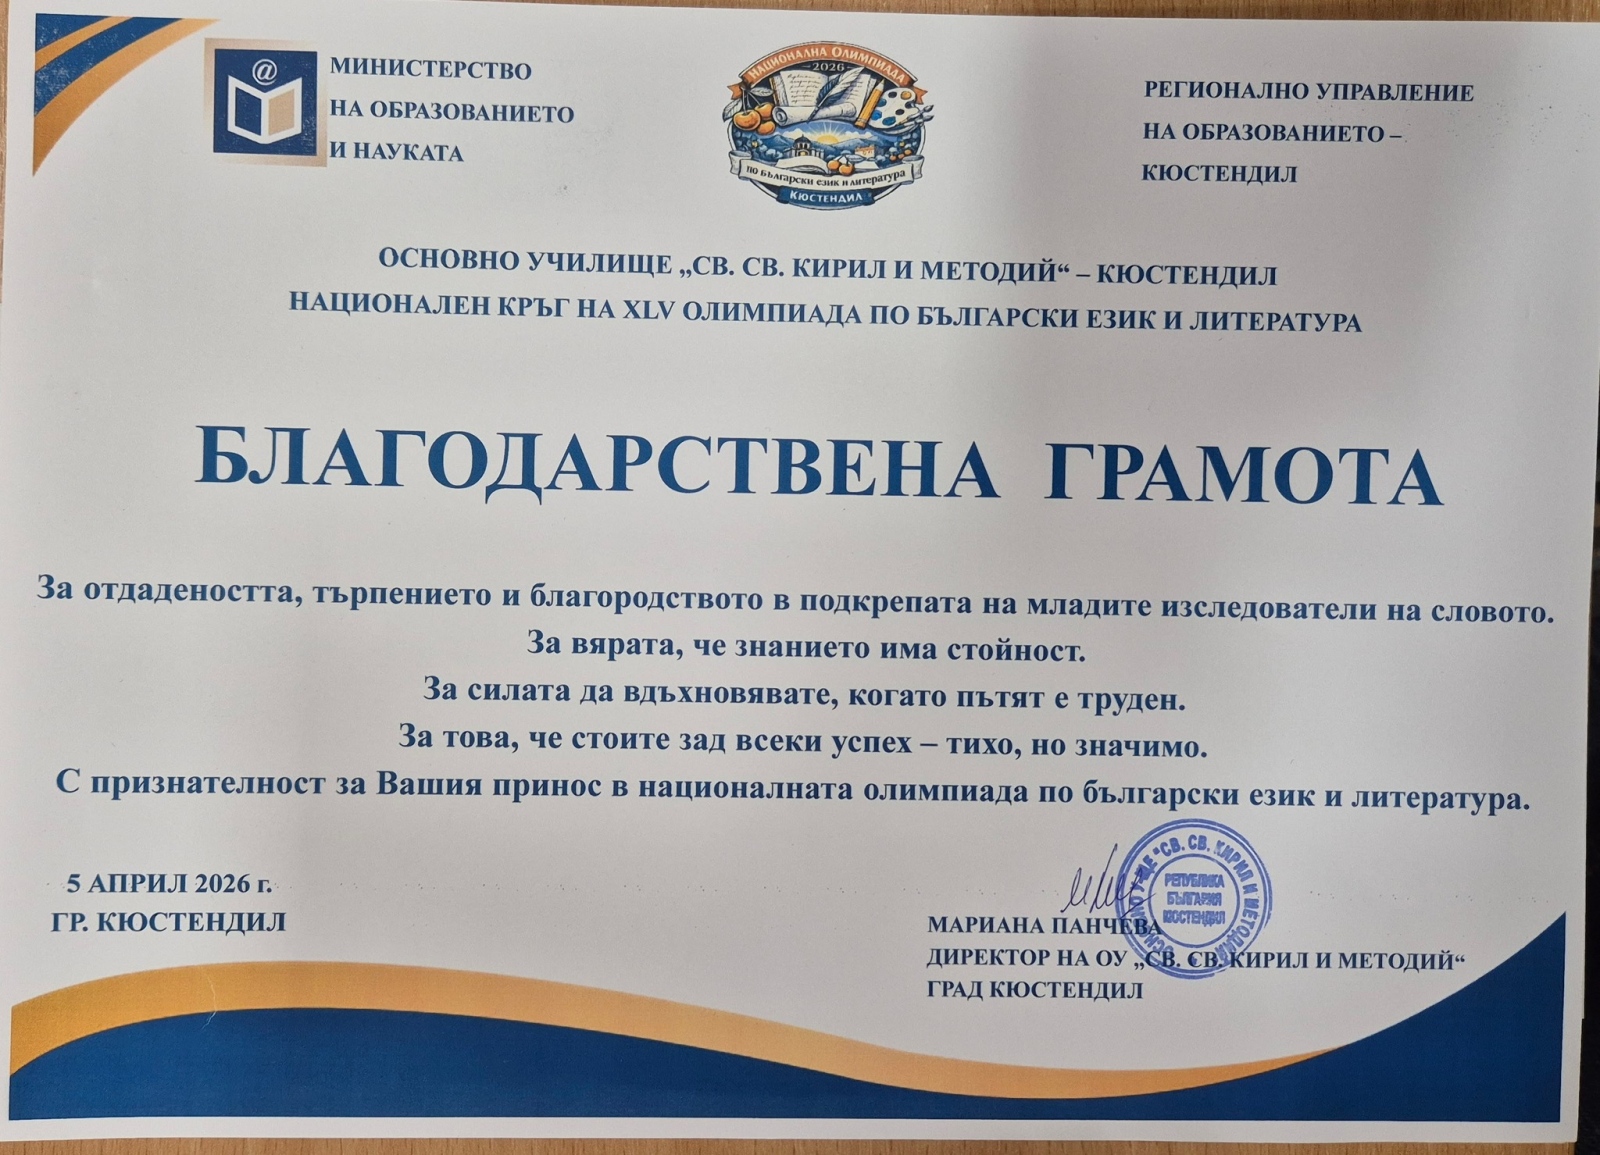 МИНИСТЕРСТВО
НА ОБРАЗОВАНИЕТО
И НАУКАТА
@
НАЦИОНАЛНА ОЛИМПИАДА
2026
ПО БЪЛГАРСКИ ЕЗИК И ЛИТЕРАТУРА
КЮСТЕНДИЛ
РЕГИОНАЛНО УПРАВЛЕНИЕ
НА ОБРАЗОВАНИЕТО –
КЮСТЕНДИЛ
ОСНОВНО УЧИЛИЩЕ „СВ. СВ. КИРИЛ И МЕТОДИЙ“ – КЮСТЕНДИЛ
НАЦИОНАЛЕН КРЪГ НА XLV ОЛИМПИАДА ПО БЪЛГАРСКИ ЕЗИК И ЛИТЕРАТУРА
БЛАГОДАРСТВЕНА ГРАМОТА
За отдадеността, търпението и благородството в подкрепата на младите изследователи на словото.
За вярата, че знанието има стойност.
За силата да вдъхновявате, когато пътят е труден.
За това, че стоите зад всеки успех – тихо, но значимо.
С признателност за Вашия принос в националната олимпиада по български език и литература.
5 АПРИЛ 2026 г.
ГР. КЮСТЕНДИЛ
МАРИАНА ПАНЧЕВА
ДИРЕКТОР НА ОУ „СВ. СВ. КИРИЛ И МЕТОДИЙ“
ГРАД КЮСТЕНДИЛ
"СВ. СВ. КИРИЛ И МЕТОДИЙ"
РЕПУБЛИКА
БЪЛГАРИЯ
КЮСТЕНДИЛ